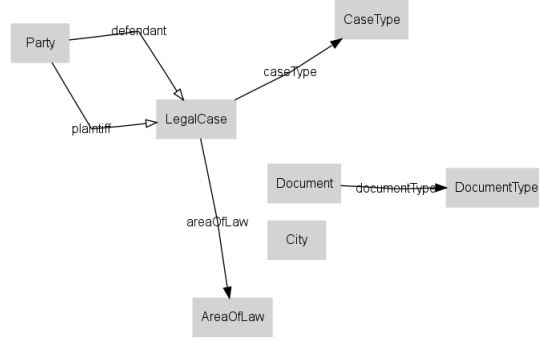 CaseType
defendant
Party
caseType
LegalCase
plaintiff
Document
documentType
DocumentType
areaOfLaw
City
AreaOfLaw